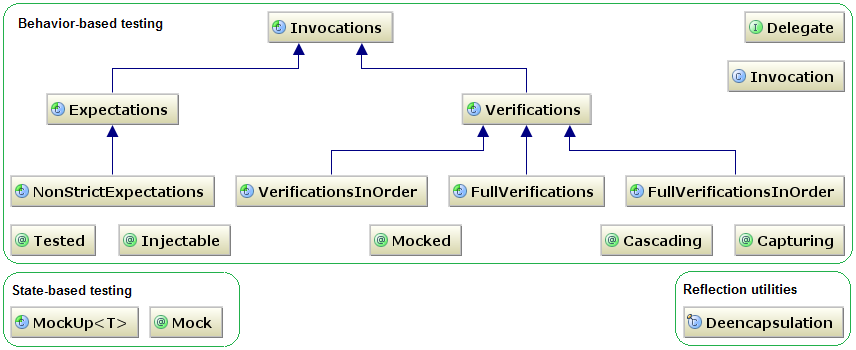 Behavior-based testing
Invocations
Delegate
Invocation
Expectations
Verifications
NonStrictExpectations
VerificationsInOrder
FullVerifications
FullVerificationsInOrder
@ Tested
@ Injectable
@ Mocked
@ Cascading
@ Capturing
State-based testing
Reflection utilities
MockUp<T>
@ Mock
Deencapsulation